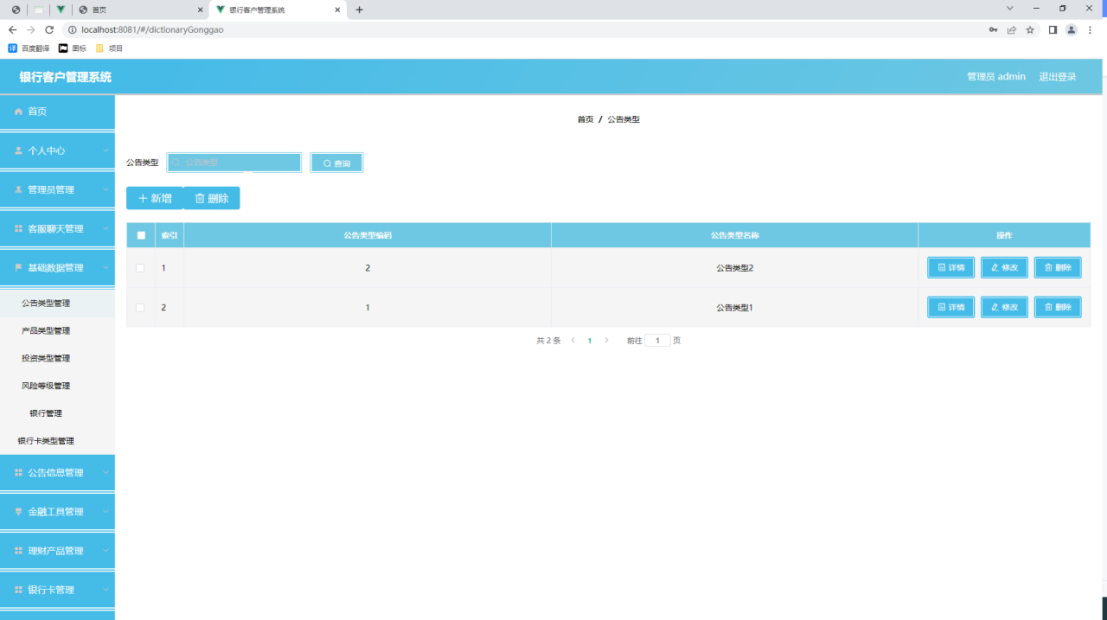 首页
银行客户管理系统
localhost:8081/#/dictionaryGonggao
百度翻译 图标 项目
银行客户管理系统
管理员 admin 退出登录
首页
首页 / 公告类型
个人中心
公告类型 公告类型 查询
管理员管理
新增 删除
客服聊天管理
索引 公告类型编码 公告类型名称 操作
基础数据管理
1 2 公告类型2 详情 修改 删除
公告类型管理
2 1 公告类型1 详情 修改 删除
产品类型管理
共 2 条 1 前往 1 页
投资类型管理
风险等级管理
银行管理
银行卡类型管理
公告信息管理
金融工具管理
理财产品管理
银行卡管理